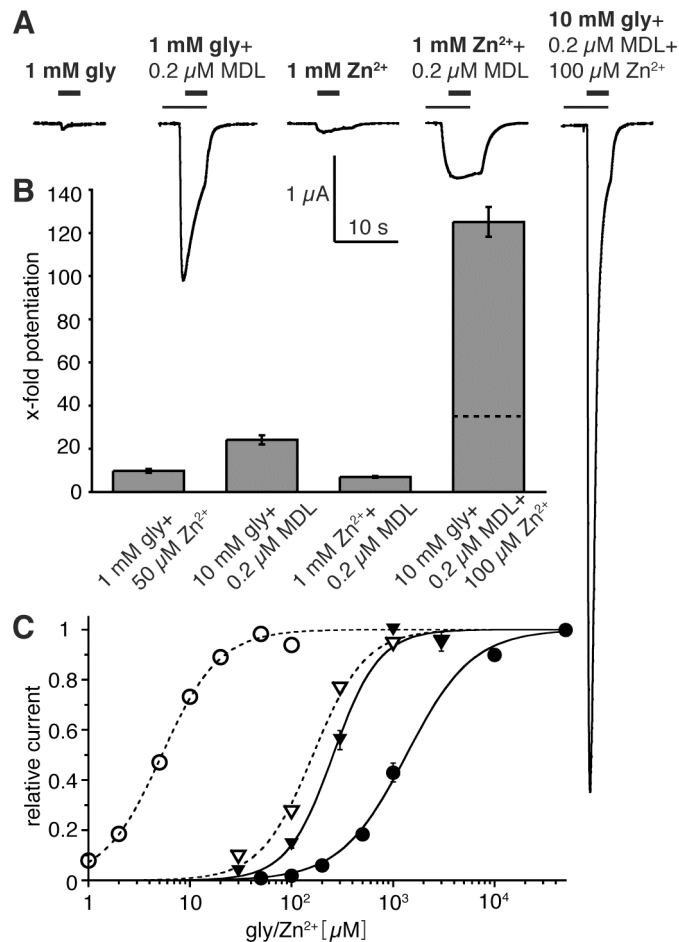 A
1 mM gly
1 mM gly+
0.2 µM MDL
1 mM Zn²⁺
1 mM Zn²⁺+
0.2 µM MDL
10 mM gly+
0.2 µM MDL+
100 µM Zn²⁺
1 µA
10 s
B
x-fold potentiation
140
120
100
80
60
40
20
0
1 mM gly+
50 µM Zn²⁺
10 mM gly+
0.2 µM MDL
1 mM Zn²⁺+
0.2 µM MDL
10 mM gly+
0.2 µM MDL+
100 µM Zn²⁺
C
relative current
1
0.8
0.6
0.4
0.2
0
1
10
10²
10³
10⁴
gly/Zn²⁺[µM]